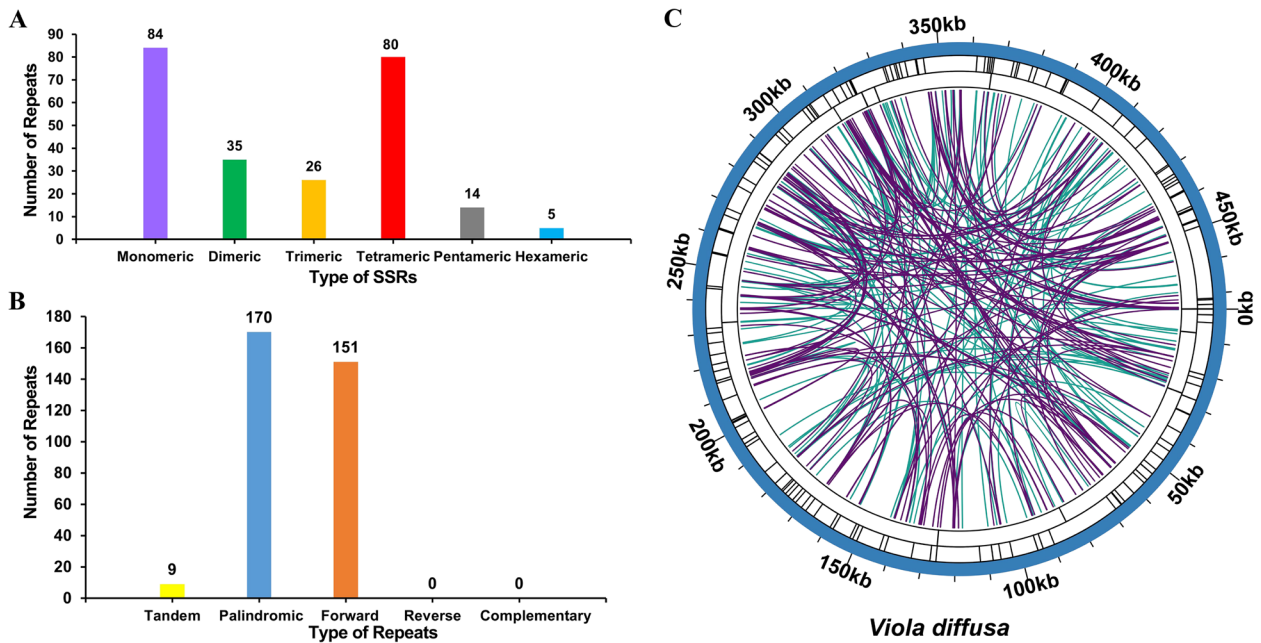 A
Number of Repeats
90
80
70
60
50
40
30
20
10
0
84
35
26
80
14
5
Monomeric Dimeric Trimeric Tetrameric Pentameric Hexameric
Type of SSRs
B
Number of Repeats
180
160
140
120
100
80
60
40
20
0
9
170
151
0
0
Tandem Palindromic Forward Reverse Complementary
Type of Repeats
C
0kb
50kb
100kb
150kb
200kb
250kb
300kb
350kb
400kb
450kb
Viola diffusa